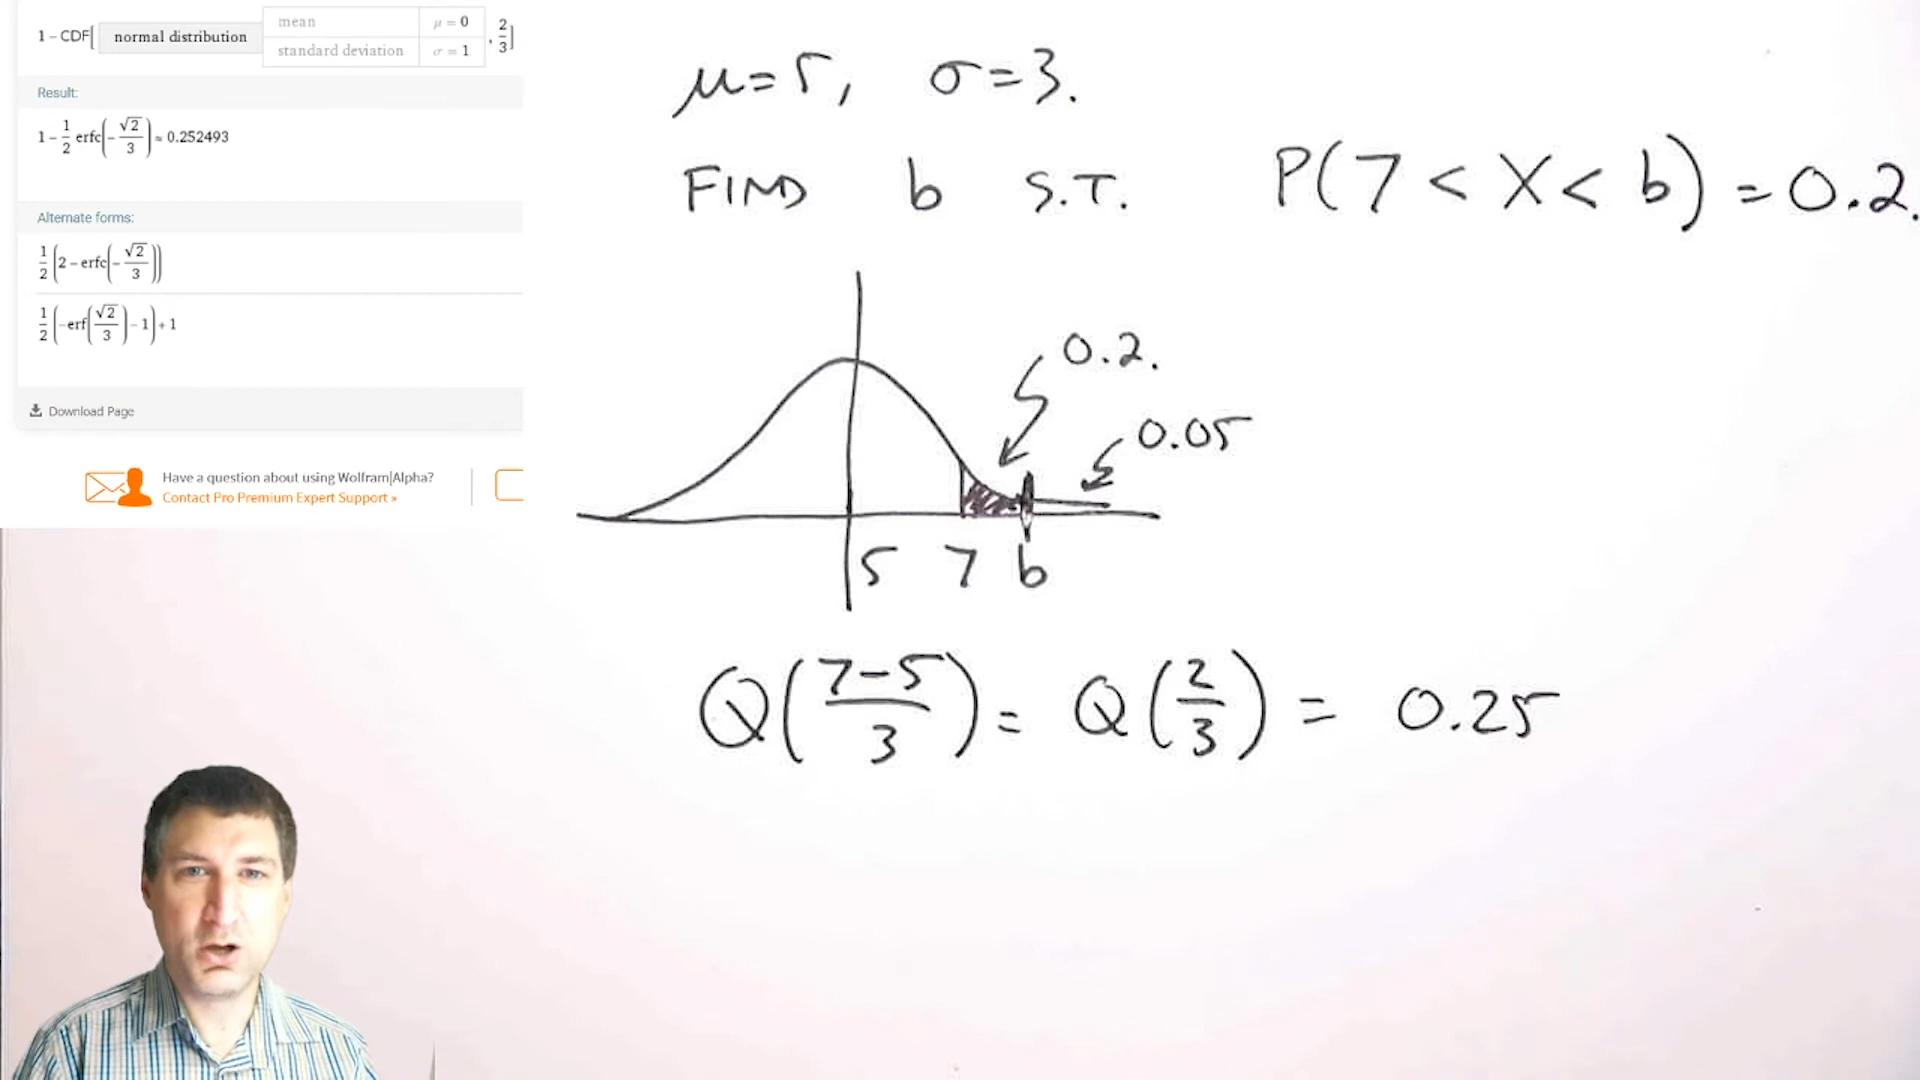 1 - CDF[ normal distribution mean μ = 0 standard deviation σ = 1 , 2/3]
Result:
1 - 1/2 erfc(-√2/3) ≈ 0.252493
Alternate forms:
1/2 (2 - erfc(-√2/3))
1/2 (-erf(√2/3) - 1) + 1
Download Page
Have a question about using Wolfram|Alpha?
Contact Pro Premium Expert Support »
μ = 5, σ = 3.
FIND b S.T. P(7 < X < b) = 0.2.
0.2.
0.05
5 7 b
Q((7-5)/3) = Q(2/3) = 0.25